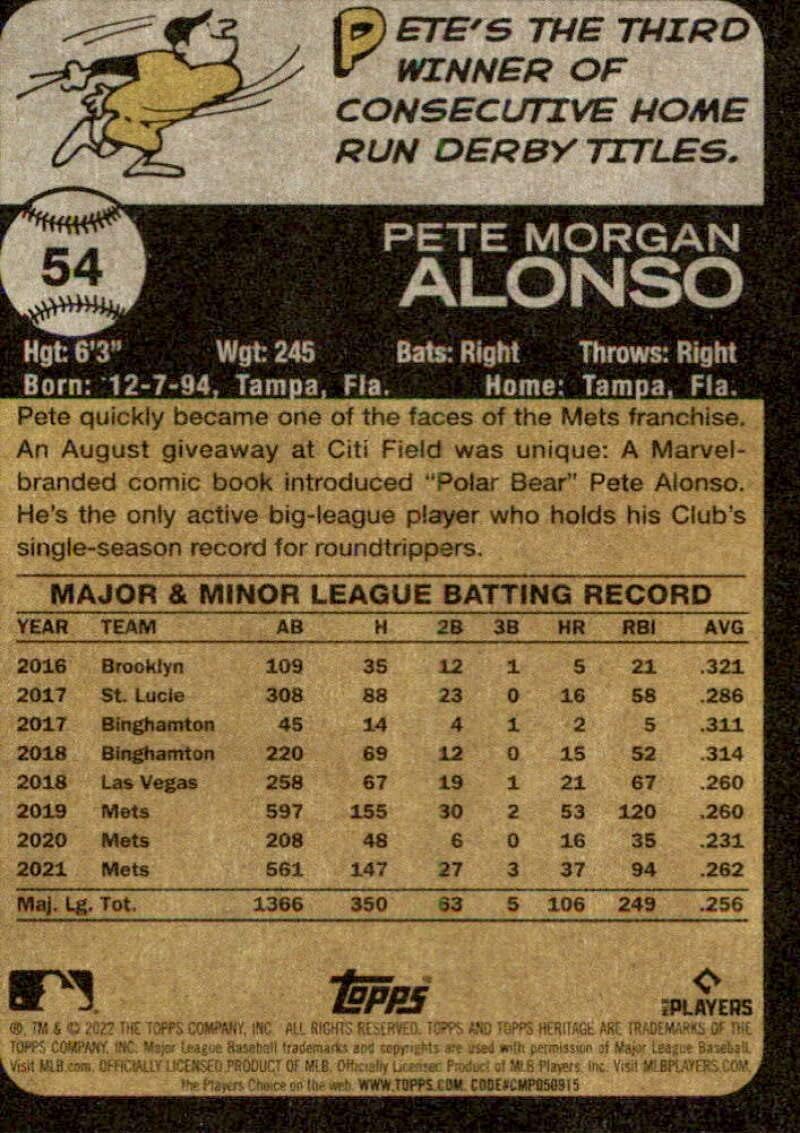 PETE'S THE THIRD
WINNER OF
CONSECUTIVE HOME
RUN DERBY TITLES.
54
PETE MORGAN
ALONSO
Hgt: 6'3" Wgt: 245 Bats: Right Throws: Right
Born: 12-7-94, Tampa, Fla. Home: Tampa, Fla.
Pete quickly became one of the faces of the Mets franchise.
An August giveaway at Citi Field was unique: A Marvel-
branded comic book introduced "Polar Bear" Pete Alonso.
He's the only active big-league player who holds his Club's
single-season record for roundtrippers.
MAJOR & MINOR LEAGUE BATTING RECORD
YEAR TEAM AB H 2B 3B HR RBI AVG
2016 Brooklyn 109 35 12 1 5 21 .321
2017 St. Lucie 308 88 23 0 16 58 .286
2017 Binghamton 45 14 4 1 2 5 .311
2018 Binghamton 220 69 12 0 15 52 .314
2018 Las Vegas 258 67 19 1 21 67 .260
2019 Mets 597 155 30 2 53 120 .260
2020 Mets 208 48 6 0 16 35 .231
2021 Mets 561 147 27 3 37 94 .262
Maj. Lg. Tot. 1366 350 63 5 106 249 .256
topps
MLB PLAYERS
®, TM & © 2022 THE TOPPS COMPANY, INC. ALL RIGHTS RESERVED. TOPPS AND TOPPS HERITAGE ARE TRADEMARKS OF THE
TOPPS COMPANY, INC. Major League Baseball trademarks and copyrights are used with permission of Major League Baseball.
Visit MLB.com. OFFICIALLY LICENSED PRODUCT OF MLB. Officially Licensed Product of MLB Players, Inc. Visit MLBPLAYERS.COM,
the Players Choice on the web. WWW.TOPPS.COM. CODE#CMP050915